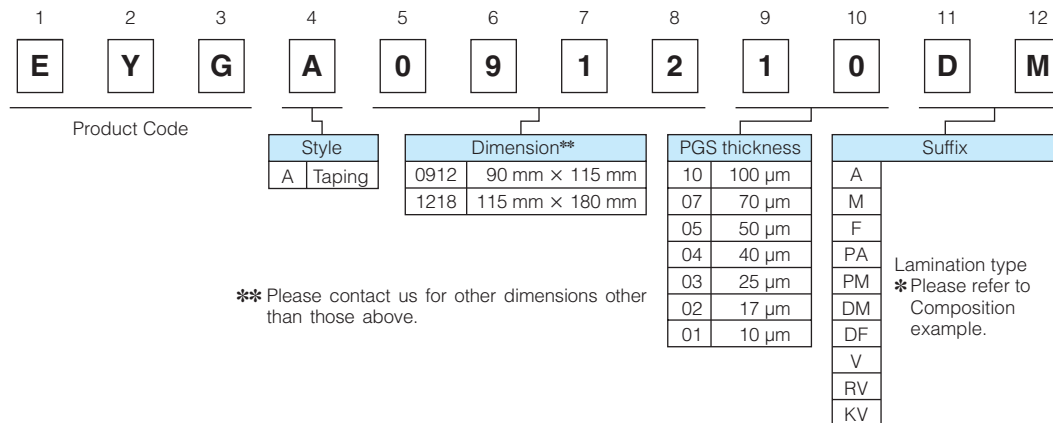 1 2 3 4 5 6 7 8 9 10 11 12
E Y G A 0 9 1 2 1 0 D M
Product Code
Style
A Taping
Dimension**
0912 90 mm × 115 mm
1218 115 mm × 180 mm
** Please contact us for other dimensions other
than those above.
PGS thickness
10 100 µm
07 70 µm
05 50 µm
04 40 µm
03 25 µm
02 17 µm
01 10 µm
Suffix
A
M
F
PA
PM
DM
DF
V
RV
KV
Lamination type
* Please refer to
Composition
example.